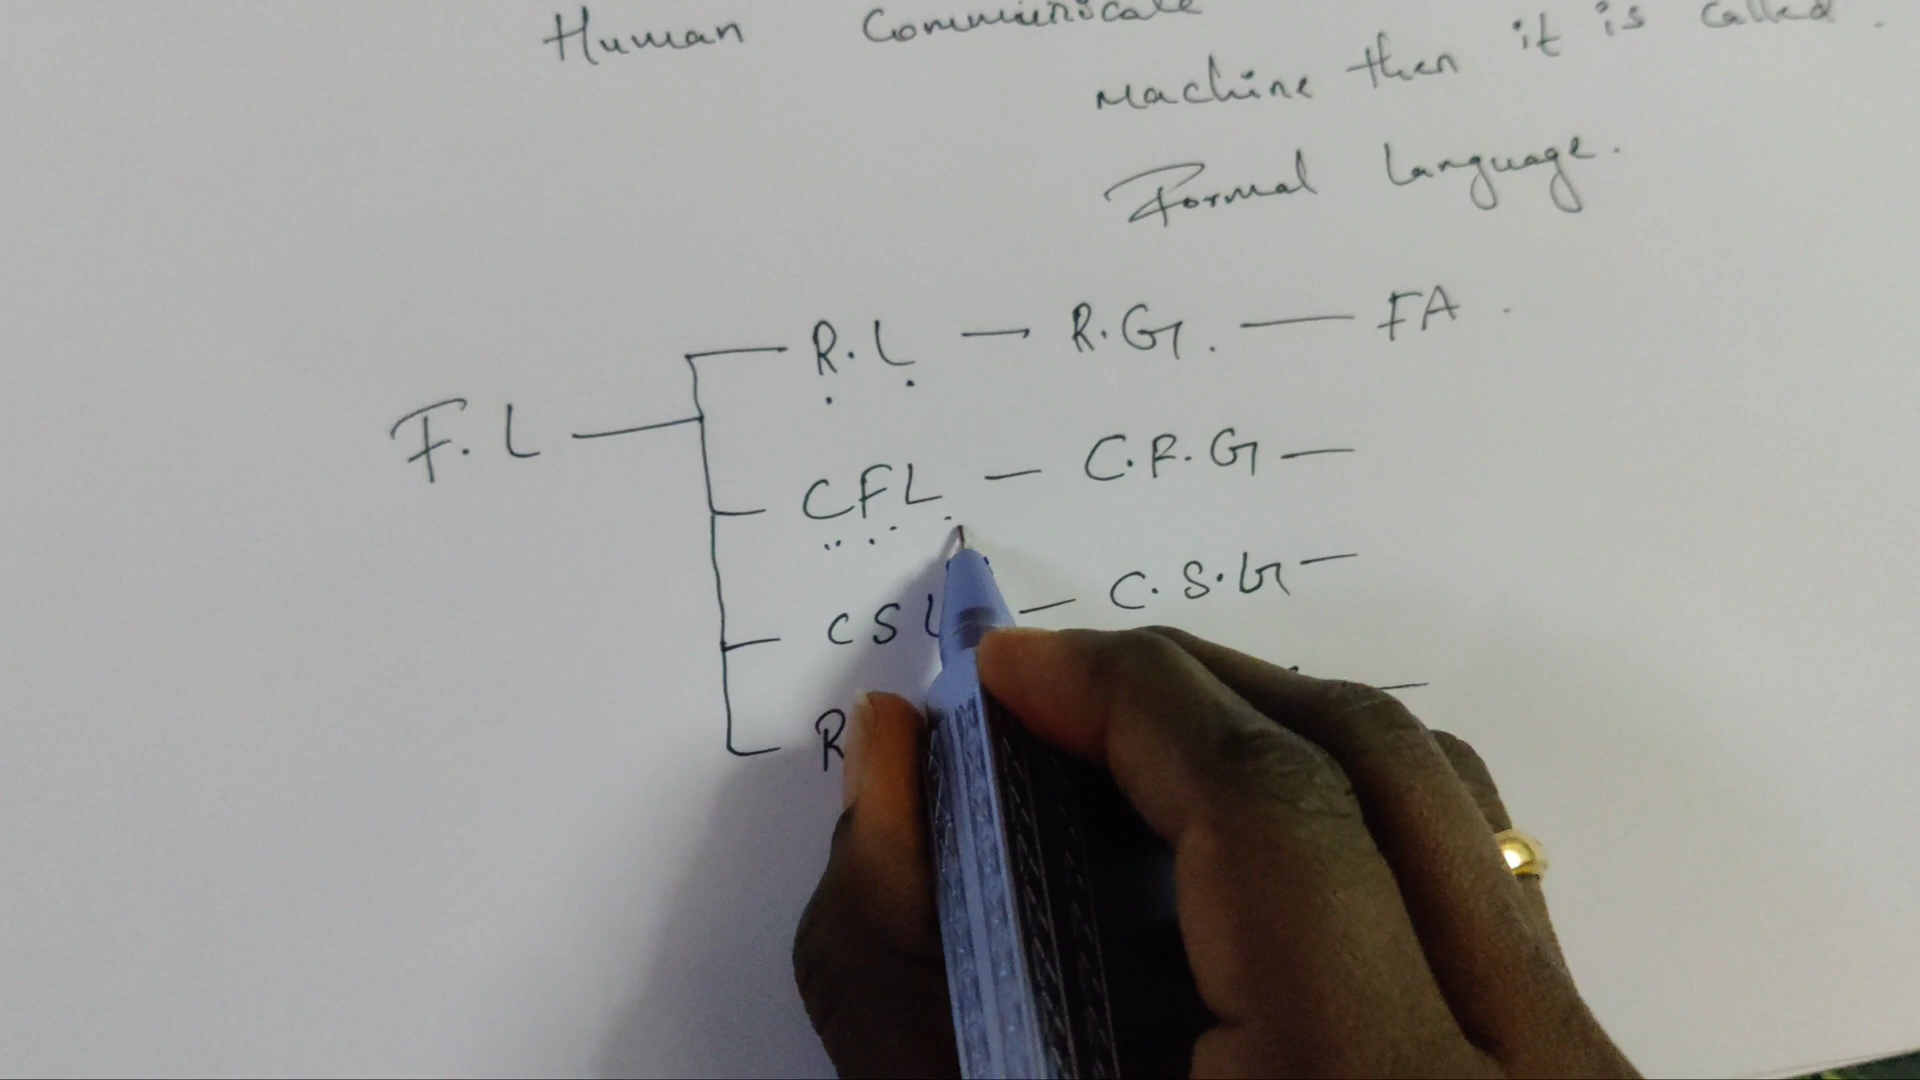 Human Communicate
Machine then it is called.
Formal Language.
R.L — R.G. — FA.
F.L
CFL — C.F.G —
CSL — C.S.G —
R